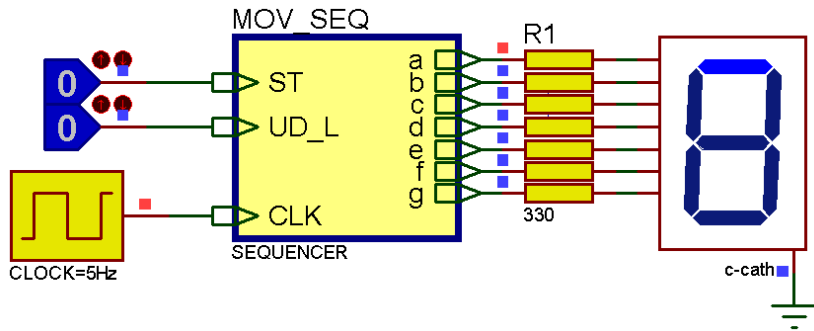 MOV_SEQ
R1
0
ST
0
UD_L
CLK
a
b
c
d
e
f
g
330
SEQUENCER
CLOCK=5Hz
c-cath